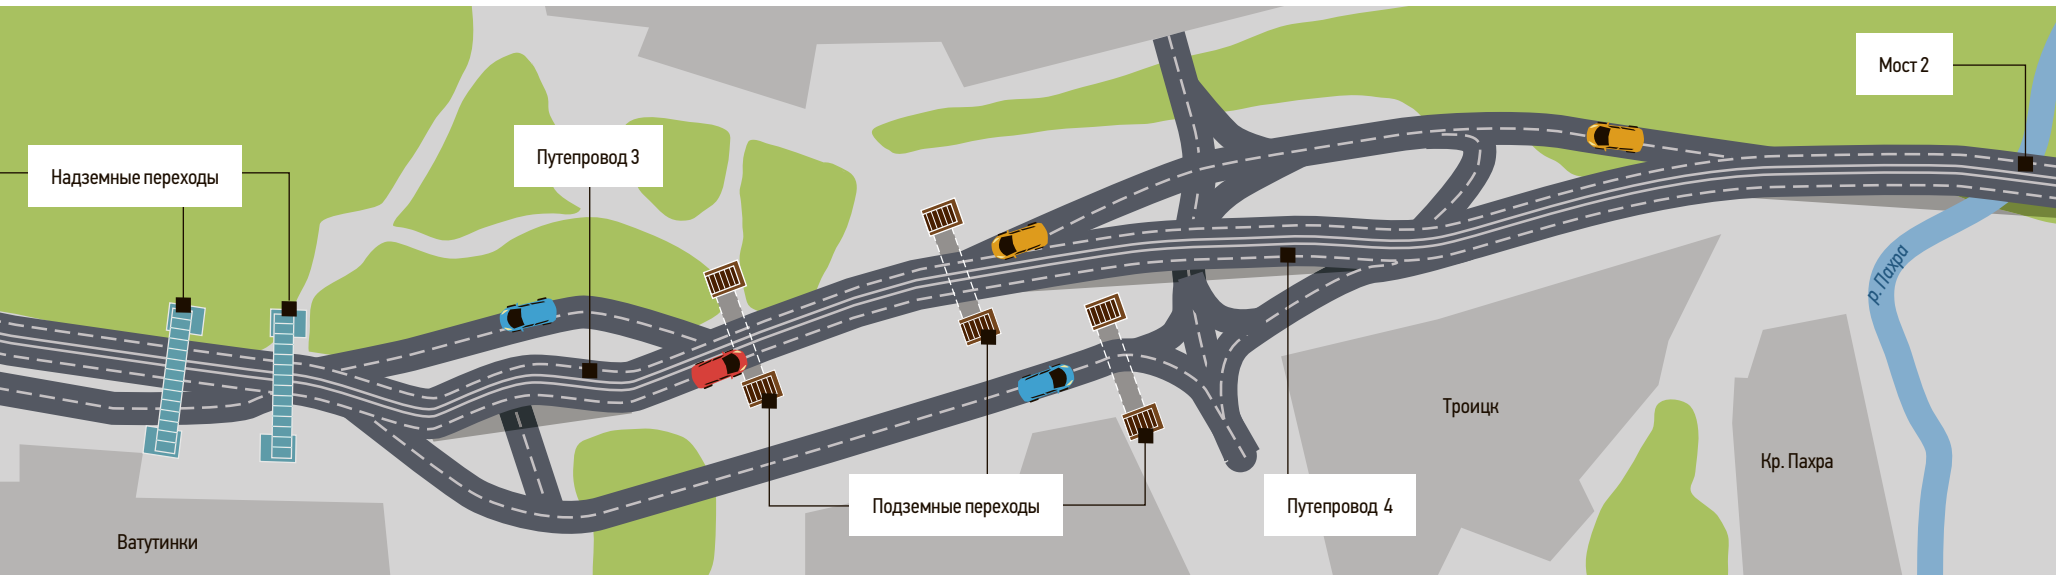 Мост 2
Путепровод 3
Надземные переходы
р. Пахра
Троицк
Кр. Пахра
Подземные переходы
Путепровод 4
Ватутинки